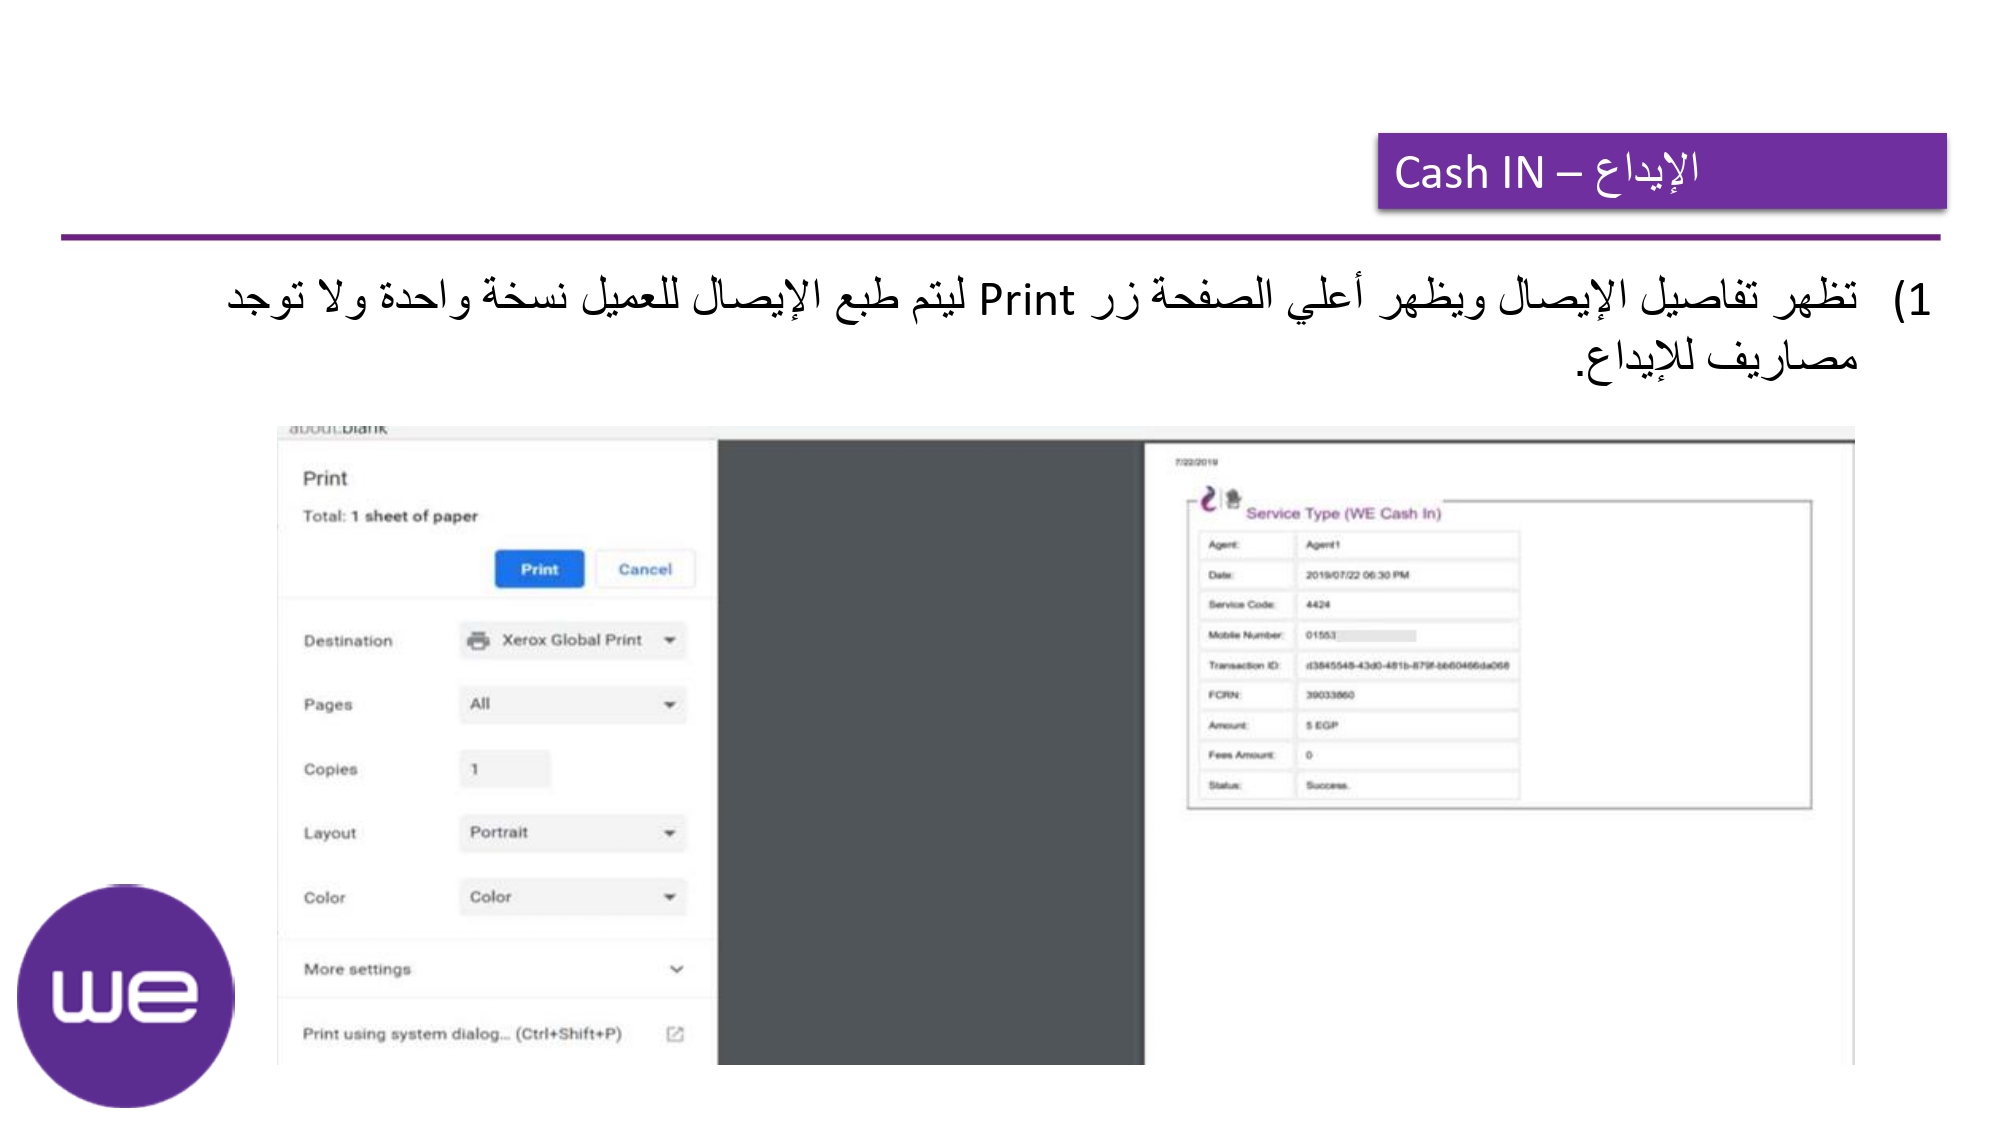 Cash IN – الإيداع
1) تظهر تفاصيل الإيصال ويظهر أعلي الصفحة زر Print ليتم طبع الإيصال للعميل نسخة واحدة ولا توجد
مصاريف للإيداع.
about:blank
Print
Total: 1 sheet of paper
Print Cancel
Destination Xerox Global Print
Pages All
Copies 1
Layout Portrait
Color Color
More settings
Print using system dialog... (Ctrl+Shift+P)
7/22/2019
Service Type (WE Cash In)
Agent: Agent1
Date: 2019/07/22 06:30 PM
Service Code: 4424
Mobile Number: 01553
Transaction ID: d3845548-43d0-481b-879f-bb60466da068
FCRN: 39033860
Amount: 5 EGP
Fees Amount: 0
Status: Success.
we